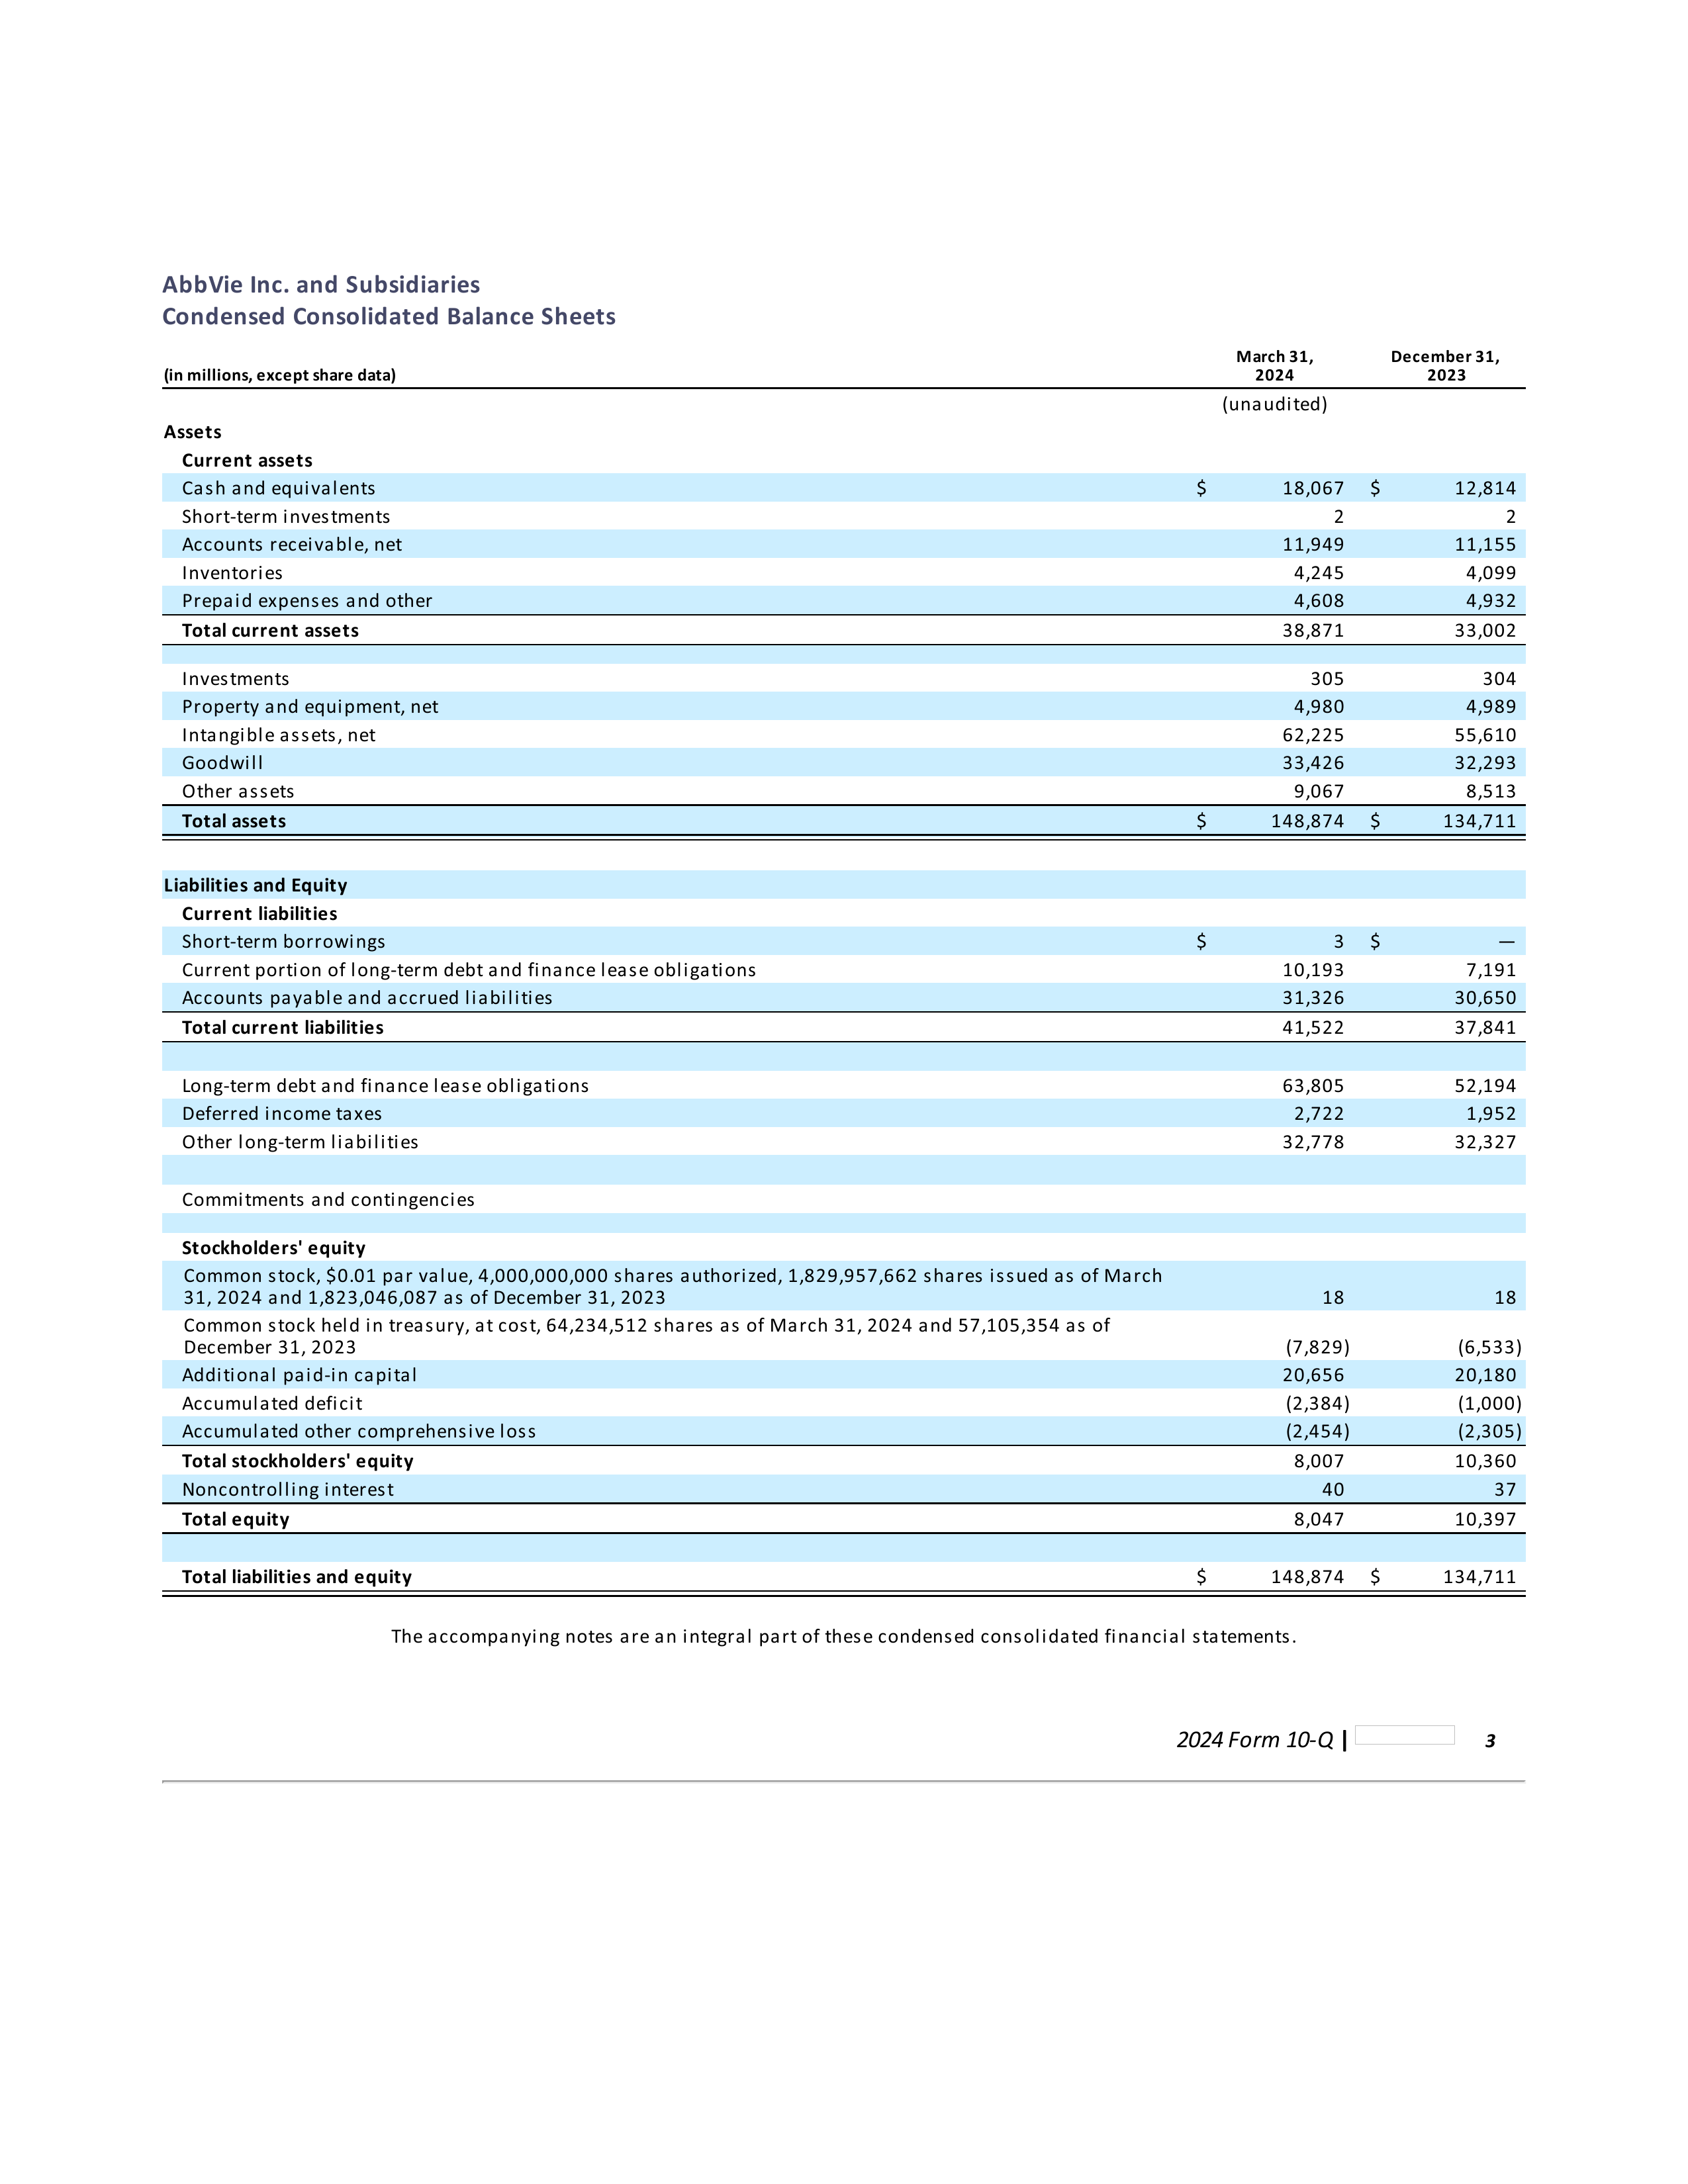 AbbVie Inc. and Subsidiaries
Condensed Consolidated Balance Sheets
(in millions, except share data) March 31, 2024 December 31, 2023
(unaudited)
Assets
Current assets
Cash and equivalents $ 18,067 $ 12,814
Short-term investments 2 2
Accounts receivable, net 11,949 11,155
Inventories 4,245 4,099
Prepaid expenses and other 4,608 4,932
Total current assets 38,871 33,002
Investments 305 304
Property and equipment, net 4,980 4,989
Intangible assets, net 62,225 55,610
Goodwill 33,426 32,293
Other assets 9,067 8,513
Total assets $ 148,874 $ 134,711
Liabilities and Equity
Current liabilities
Short-term borrowings $ 3 $ —
Current portion of long-term debt and finance lease obligations 10,193 7,191
Accounts payable and accrued liabilities 31,326 30,650
Total current liabilities 41,522 37,841
Long-term debt and finance lease obligations 63,805 52,194
Deferred income taxes 2,722 1,952
Other long-term liabilities 32,778 32,327
Commitments and contingencies
Stockholders' equity
Common stock, $0.01 par value, 4,000,000,000 shares authorized, 1,829,957,662 shares issued as of March
31, 2024 and 1,823,046,087 as of December 31, 2023 18 18
Common stock held in treasury, at cost, 64,234,512 shares as of March 31, 2024 and 57,105,354 as of
December 31, 2023 (7,829) (6,533)
Additional paid-in capital 20,656 20,180
Accumulated deficit (2,384) (1,000)
Accumulated other comprehensive loss (2,454) (2,305)
Total stockholders' equity 8,007 10,360
Noncontrolling interest 40 37
Total equity 8,047 10,397
Total liabilities and equity $ 148,874 $ 134,711
The accompanying notes are an integral part of these condensed consolidated financial statements.
2024 Form 10-Q | 3